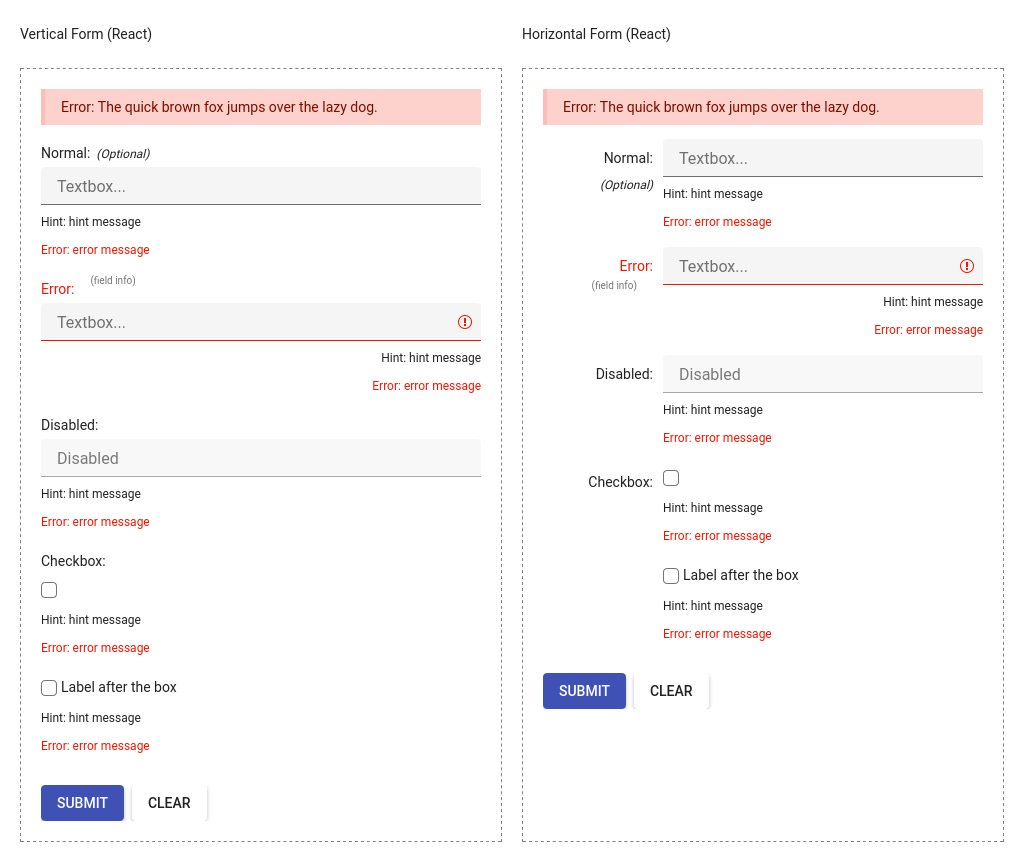 Vertical Form (React)
Error: The quick brown fox jumps over the lazy dog.
Normal: (Optional)
Textbox...
Hint: hint message
Error: error message
Error: (field info)
Textbox...
Hint: hint message
Error: error message
Disabled:
Disabled
Hint: hint message
Error: error message
Checkbox:
Hint: hint message
Error: error message
Label after the box
Hint: hint message
Error: error message
SUBMIT CLEAR
Horizontal Form (React)
Error: The quick brown fox jumps over the lazy dog.
Normal: Textbox...
(Optional) Hint: hint message
Error: error message
Error: Textbox...
(field info)
Hint: hint message
Error: error message
Disabled: Disabled
Hint: hint message
Error: error message
Checkbox:
Hint: hint message
Error: error message
Label after the box
Hint: hint message
Error: error message
SUBMIT CLEAR